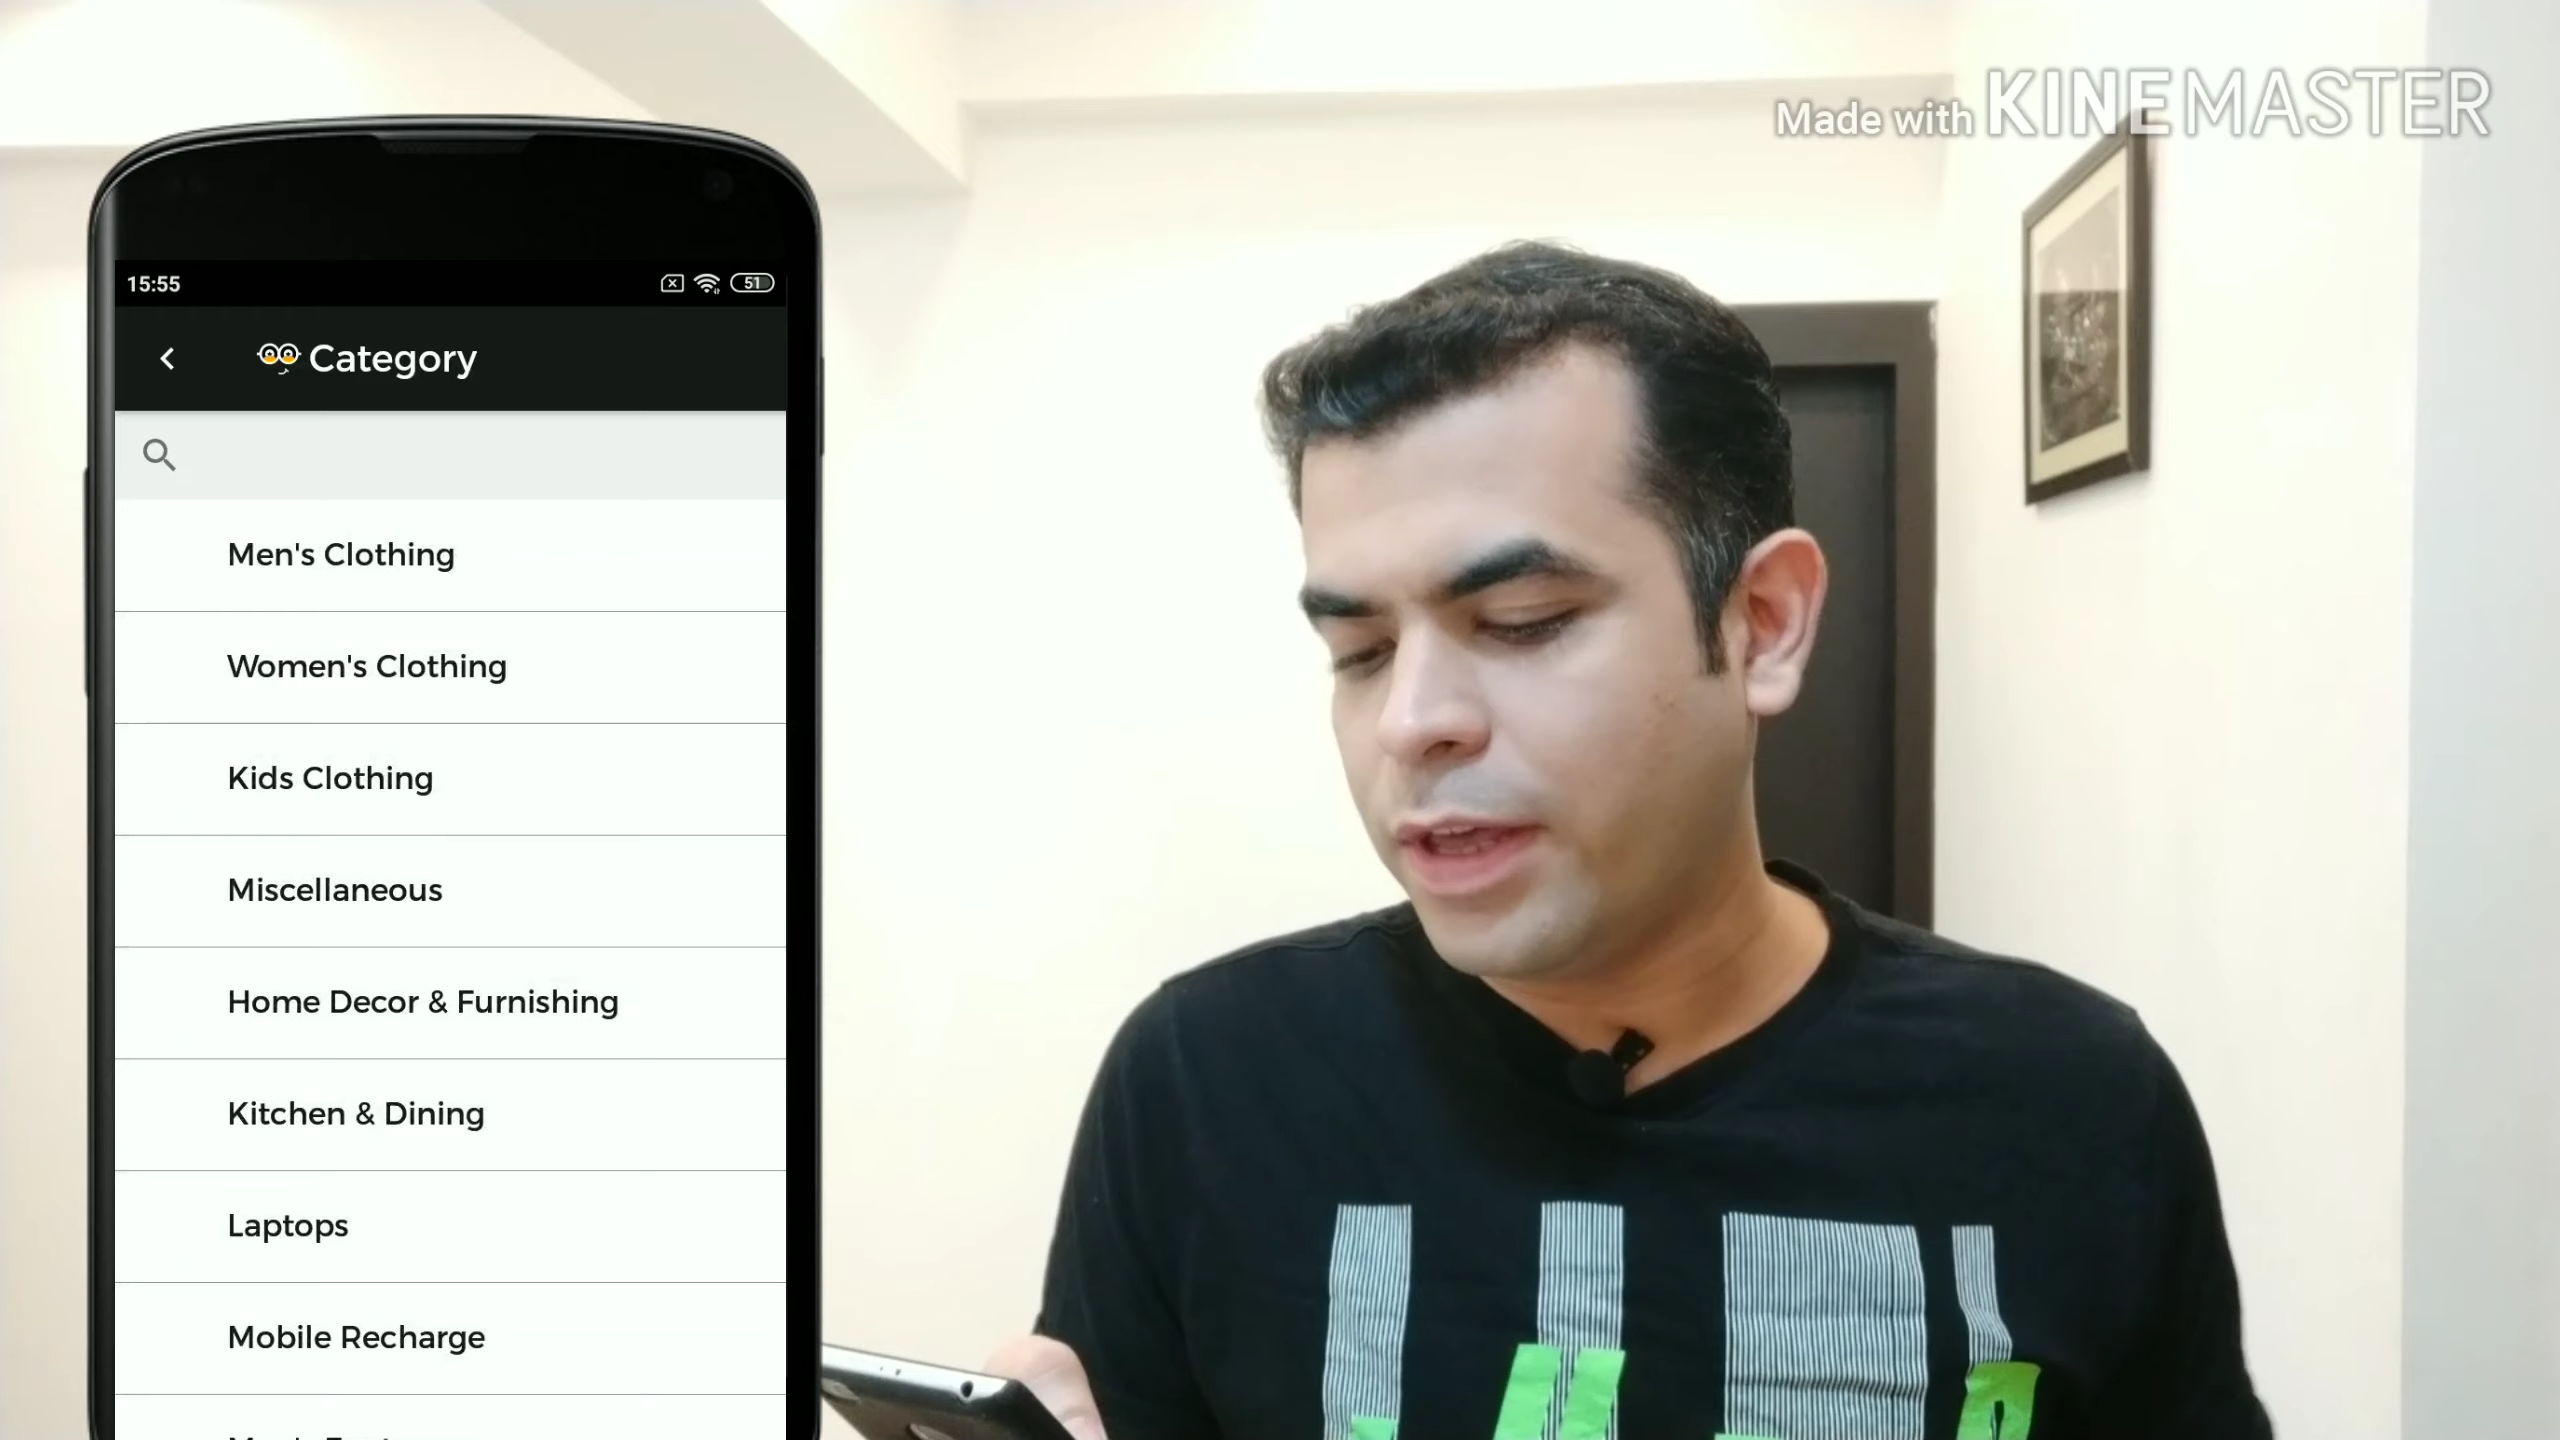 Made with KINEMASTER
15:55
51
Category
Men's Clothing
Women's Clothing
Kids Clothing
Miscellaneous
Home Decor & Furnishing
Kitchen & Dining
Laptops
Mobile Recharge